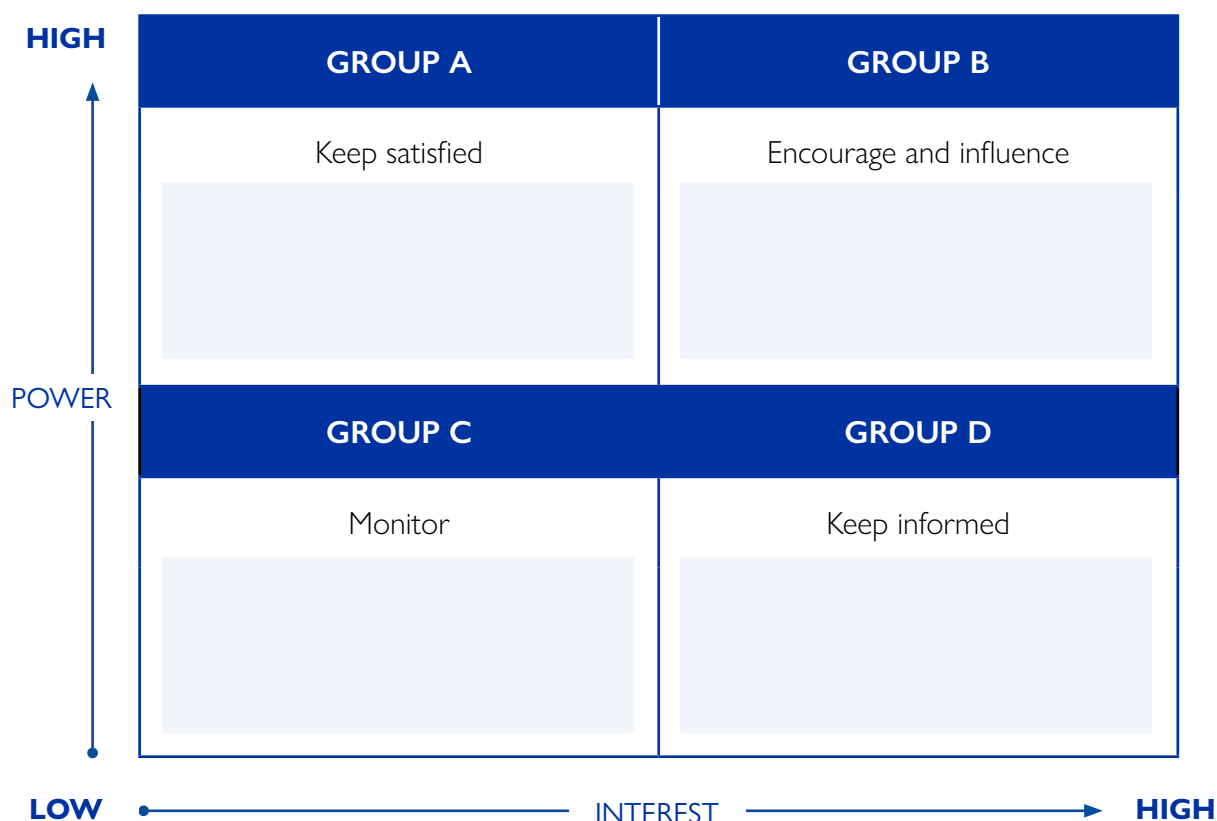 HIGH
GROUP A
GROUP B
Keep satisfied
Encourage and influence
POWER
GROUP C
GROUP D
Monitor
Keep informed
LOW
INTEREST
HIGH